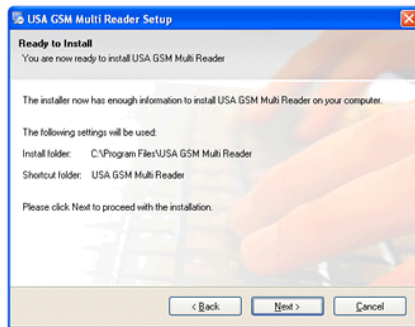 USA GSM Multi Reader Setup
Ready to Install
You are now ready to install USA GSM Multi Reader
The installer now has enough information to install USA GSM Multi Reader on your computer.
The following settings will be used:
Install folder: C:\Program Files\USA GSM Multi Reader
Shortcut folder: USA GSM Multi Reader
Please click Next to proceed with the installation.
< Back Next > Cancel